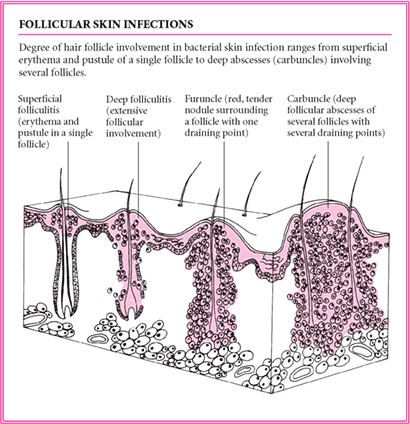 FOLLICULAR SKIN INFECTIONS
Degree of hair follicle involvement in bacterial skin infection ranges from superficial
erythema and pustule of a single follicle to deep abscesses (carbuncles) involving
several follicles.
Superficial
folliculitis
(erythema and
pustule in a single
follicle)
Deep folliculitis
(extensive
follicular
involvement)
Furuncle (red, tender
nodule surrounding
a follicle with one
draining point)
Carbuncle (deep
follicular abscesses of
several follicles with
several draining points)